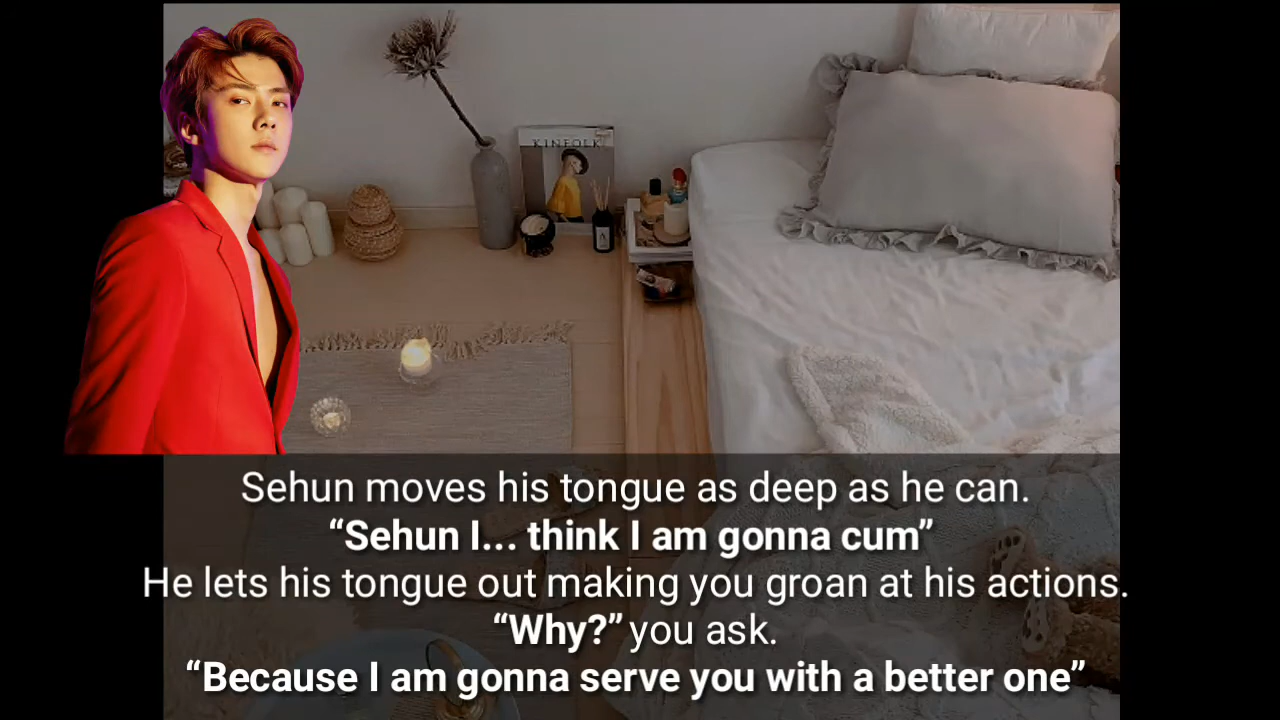 KINFOLK
Sehun moves his tongue as deep as he can.
“Sehun I... think I am gonna cum”
He lets his tongue out making you groan at his actions.
“Why?” you ask.
“Because I am gonna serve you with a better one”